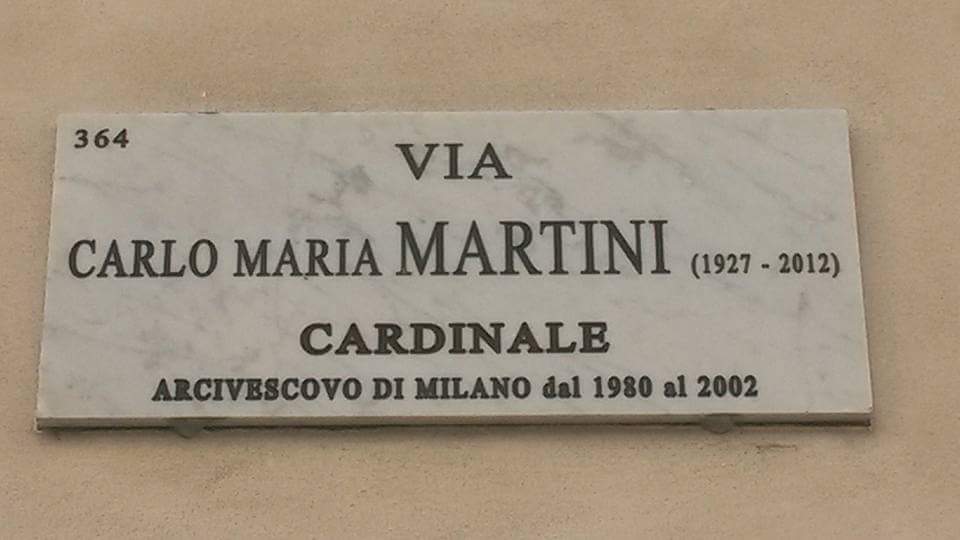 364
VIA
CARLO MARIA MARTINI (1927 - 2012)
CARDINALE
ARCIVESCOVO DI MILANO dal 1980 al 2002